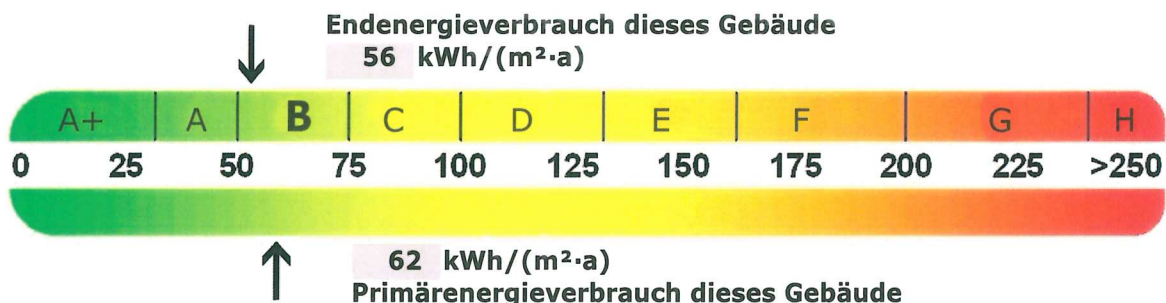 Endenergieverbrauch dieses Gebäude
56 kWh/(m²·a)
A+ A B C D E F G H
0 25 50 75 100 125 150 175 200 225 >250
62 kWh/(m²·a)
Primärenergieverbrauch dieses Gebäude